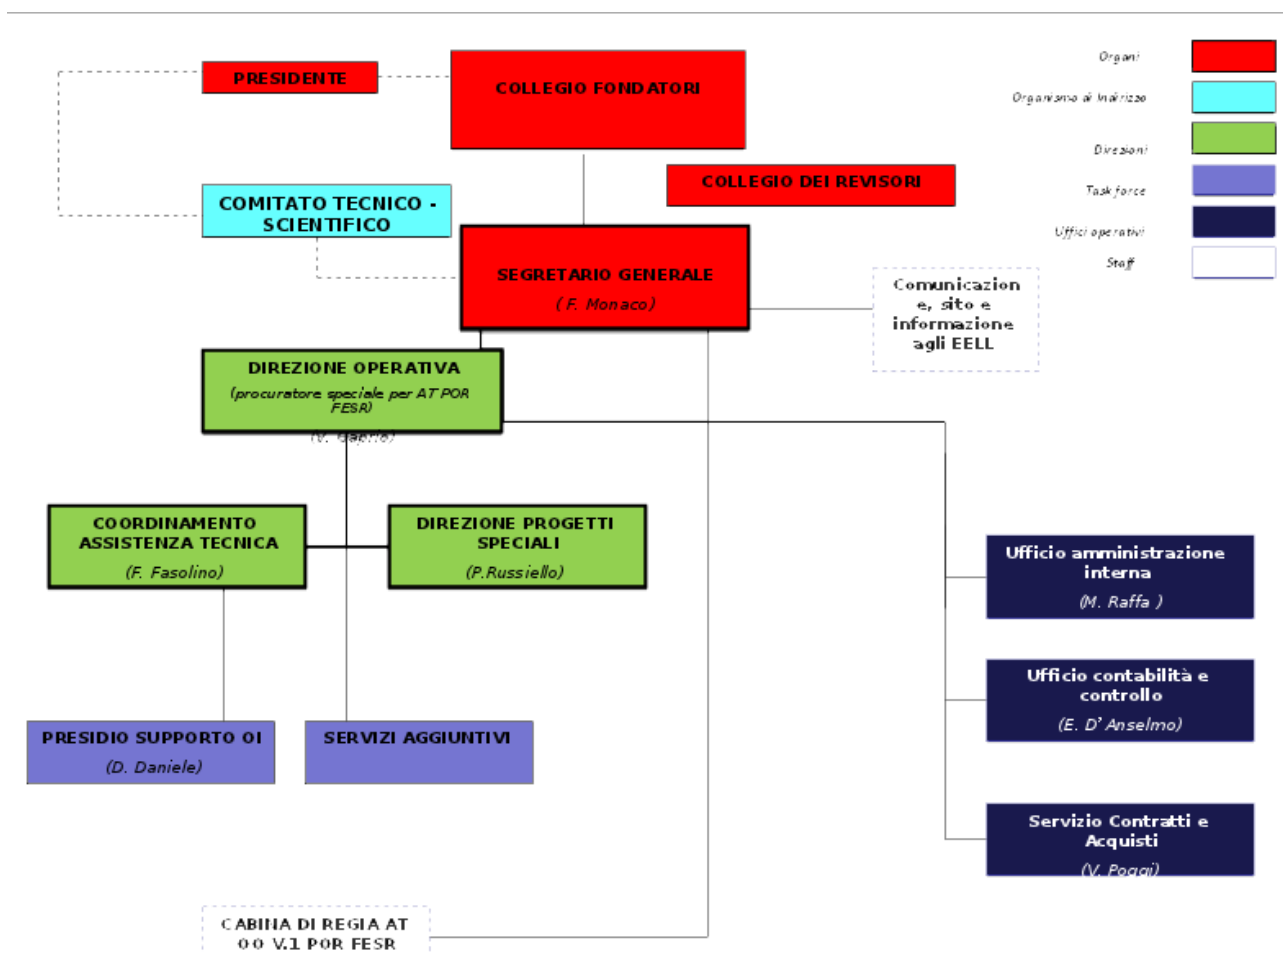 PRESIDENTE
COLLEGIO FONDATORI
COLLEGIO DEI REVISORI
COMITATO TECNICO -
SCIENTIFICO
SEGRETARIO GENERALE
( F. Monaco)
Organi
Organismo di Indirizzo
Direzioni
Task force
Uffici operativi
Staff
Comunicazion
e, sito e
informazione
agli EELL
DIREZIONE OPERATIVA
(procuratore speciale per AT POR
FESR)
(V. Caprio)
COORDINAMENTO
ASSISTENZA TECNICA
(F. Fasolino)
DIREZIONE PROGETTI
SPECIALI
(P.Russiello)
Ufficio amministrazione
interna
(M. Raffa )
Ufficio contabilità e
controllo
(E. D’ Anselmo)
PRESIDIO SUPPORTO OI
(D. Daniele)
SERVIZI AGGIUNTIVI
Servizio Contratti e
Acquisti
(V. Poggi)
CABINA DI REGIA AT
OO V.1 POR FESR